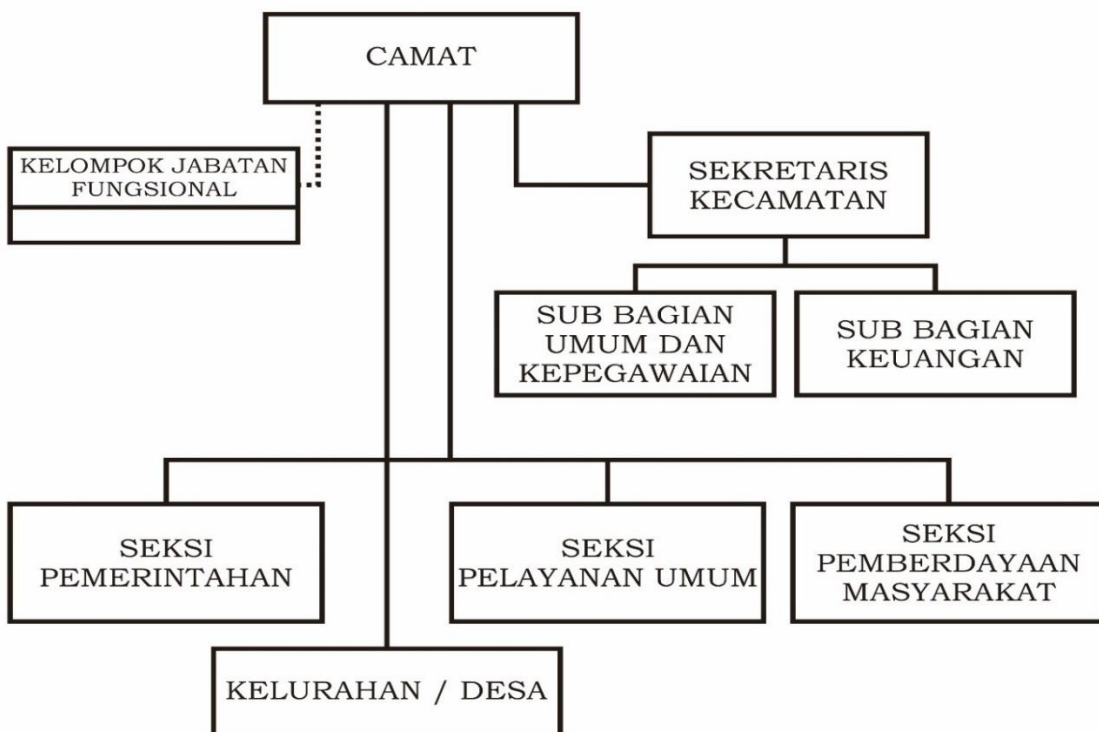 CAMAT
KELOMPOK JABATAN
FUNGSIONAL
SEKRETARIS
KECAMATAN
SUB BAGIAN
UMUM DAN
KEPEGAWAIAN
SUB BAGIAN
KEUANGAN
SEKSI
PEMERINTAHAN
SEKSI
PELAYANAN UMUM
SEKSI
PEMBERDAYAAN
MASYARAKAT
KELURAHAN / DESA